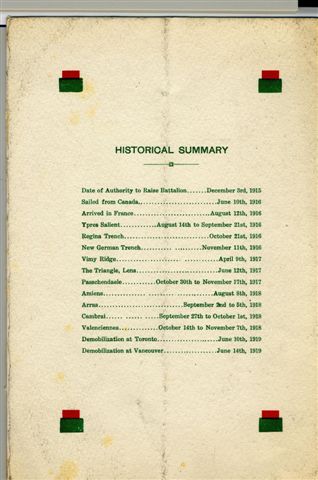 HISTORICAL SUMMARY
Date of Authority to Raise Battalion.......December 3rd, 1915
Sailed from Canada..........................June 10th, 1916
Arrived in France.........................August 12th, 1916
Ypres Salient............August 14th to September 21st, 1916
Regina Trench............................October 21st, 1916
New German Trench........ ..........November 11th, 1916
Vimy Ridge...................... ............April 9th, 1917
The Triangle, Lens..........................June 12th, 1917
Passchendaele............October 30th to November 17th, 1917
Amiens............. ......................August 8th, 1918
Arras............................September 2nd to 5th, 1918
Cambrai ...... .... .....September 27th to October 1st, 1918
Valenciennes.............October 14th to November 7th, 1918
Demobilization at Toronto....................June 10th, 1919
Demobilization at Vancouver..................June 14th, 1919